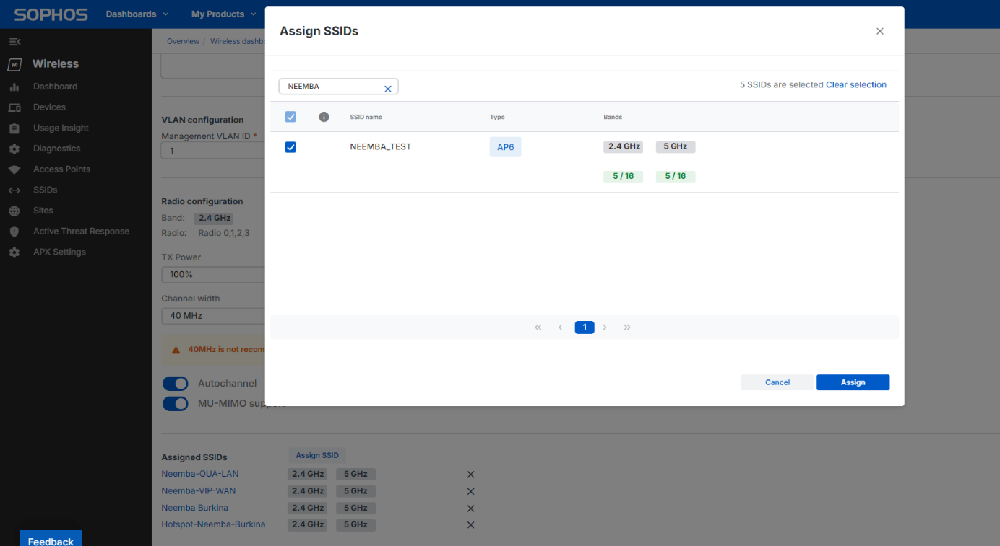 SOPHOS Dashboards My Products
Assign SSIDs
Overview / Wireless dashb
Wi Wireless
Dashboard
Devices
Usage Insight
Diagnostics
Access Points
SSIDs
Sites
Active Threat Response
APX Settings
Feedback
NEEMBA_
5 SSIDs are selected Clear selection
SSID name Type Bands
NEEMBA_TEST AP6 2.4 GHz 5 GHz
5 / 16 5 / 16
1
Cancel Assign
VLAN configuration
Management VLAN ID *
1
Radio configuration
Band: 2.4 GHz
Radio: Radio 0,1,2,3
TX Power
100%
Channel width
40 MHz
40MHz is not recom
Autochannel
MU-MIMO support
Assigned SSIDs Assign SSID
Neemba-OUA-LAN 2.4 GHz 5 GHz
Neemba-VIP-WAN 2.4 GHz 5 GHz
Neemba Burkina 2.4 GHz 5 GHz
Hotspot-Neemba-Burkina 2.4 GHz 5 GHz